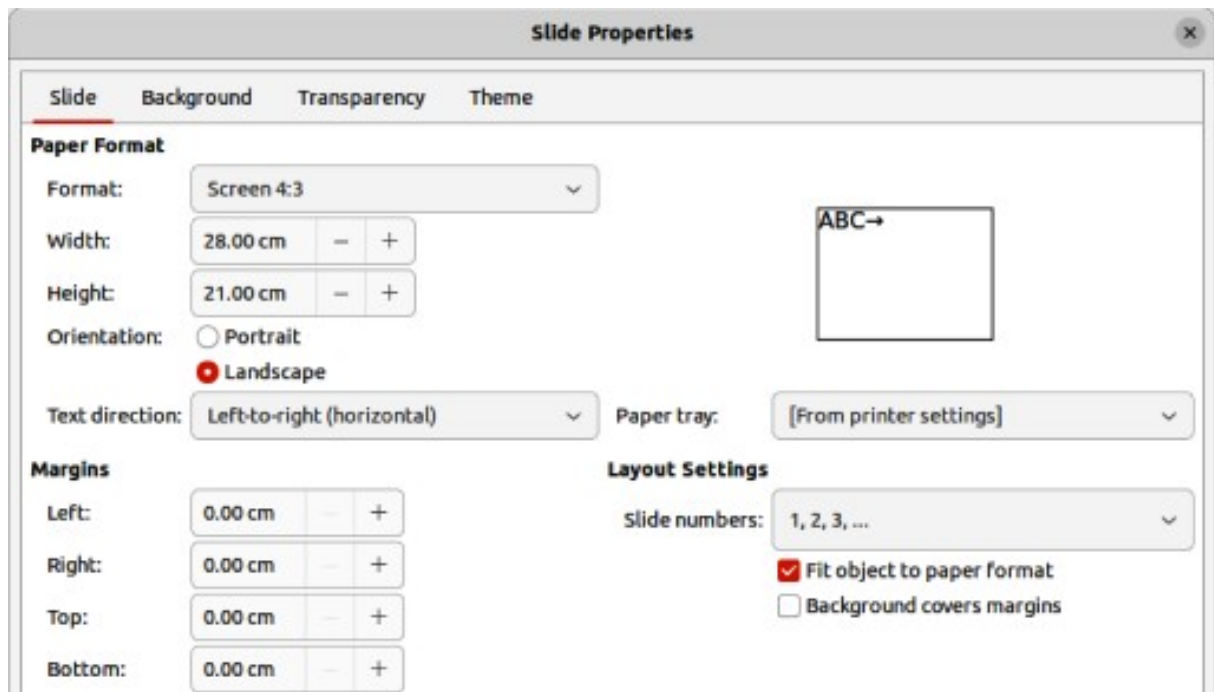 Slide Properties
Slide Background Transparency Theme
Paper Format
Format: Screen 4:3
ABC→
Width: 28.00 cm − +
Height: 21.00 cm − +
Orientation: Portrait
Landscape
Text direction: Left-to-right (horizontal) Paper tray: [From printer settings]
Margins Layout Settings
Left: 0.00 cm − + Slide numbers: 1, 2, 3, ...
Right: 0.00 cm − + Fit object to paper format
Top: 0.00 cm − + Background covers margins
Bottom: 0.00 cm − +